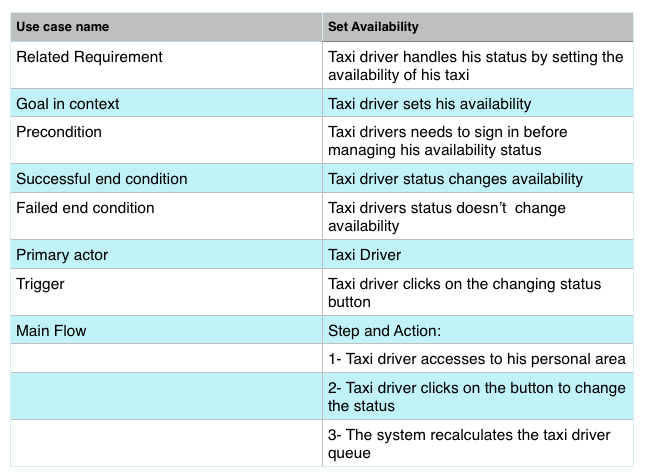 Use case name Set Availability
Related Requirement Taxi driver handles his status by setting the
availability of his taxi
Goal in context Taxi driver sets his availability
Precondition Taxi drivers needs to sign in before
managing his availability status
Successful end condition Taxi driver status changes availability
Failed end condition Taxi drivers status doesn’t  change
availability
Primary actor Taxi Driver
Trigger Taxi driver clicks on the changing status
button
Main Flow Step and Action:
1- Taxi driver accesses to his personal area
2- Taxi driver clicks on the button to change
the status
3- The system recalculates the taxi driver
queue